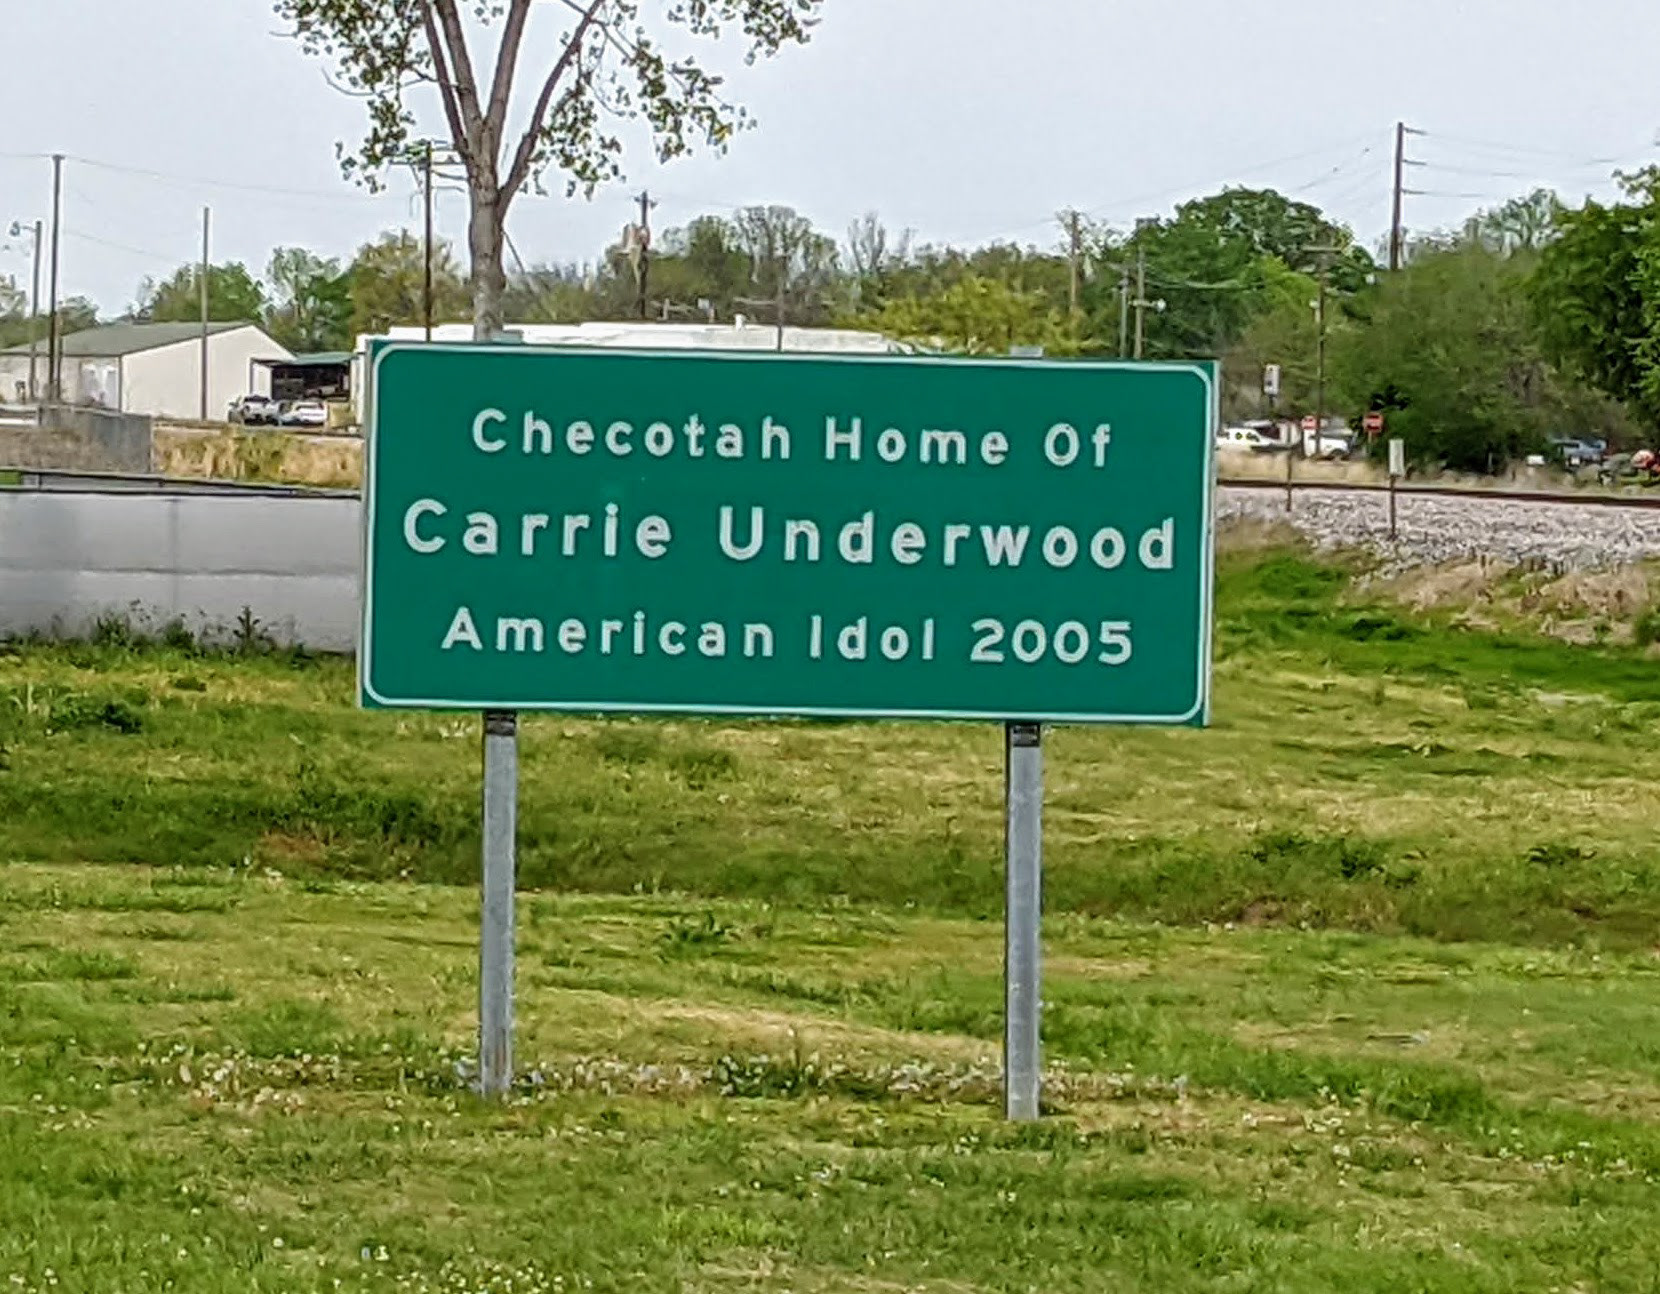 Checotah Home Of
Carrie Underwood
American Idol 2005